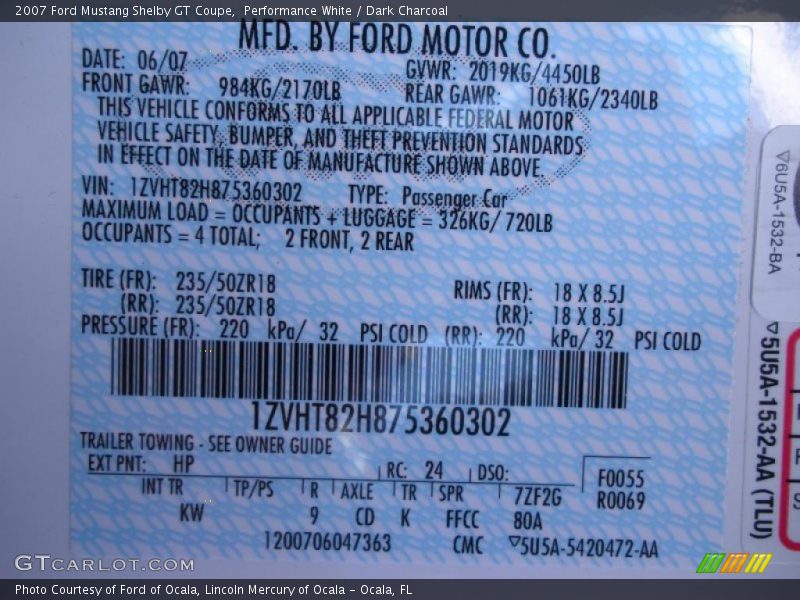 2007 Ford Mustang Shelby GT Coupe,  Performance White / Dark Charcoal
MFD. BY FORD MOTOR CO.
DATE: 06/07
GVWR: 2019KG/4450LB
FRONT GAWR: 984KG/2170LB
REAR GAWR: 1061KG/2340LB
THIS VEHICLE CONFORMS TO ALL APPLICABLE FEDERAL MOTOR
VEHICLE SAFETY, BUMPER, AND THEFT PREVENTION STANDARDS
IN EFFECT ON THE DATE OF MANUFACTURE SHOWN ABOVE.
VIN: 1ZVHT82H875360302 TYPE: Passenger Car
MAXIMUM LOAD = OCCUPANTS + LUGGAGE = 326KG/720LB
OCCUPANTS = 4 TOTAL; 2 FRONT, 2 REAR
TIRE (FR): 235/50ZR18 RIMS (FR): 18 X 8.5J
(RR): 235/50ZR18 (RR): 18 X 8.5J
PRESSURE (FR): 220 kPa/ 32 PSI COLD (RR): 220 kPa/ 32 PSI COLD
1ZVHT82H875360302
TRAILER TOWING - SEE OWNER GUIDE
EXT PNT: HP RC: 24 DSO: F0055
INT TR TP/PS R AXLE TR SPR 7ZF2G R0069
KW 9 CD K FFCC 80A
1200706047363 CMC ▽5U5A-5420472-AA
▽6U5A-1532-BA
▽5U5A-1532-AA (TLU)
GTCARLOT.COM
Photo Courtesy of Ford of Ocala, Lincoln Mercury of Ocala – Ocala, FL